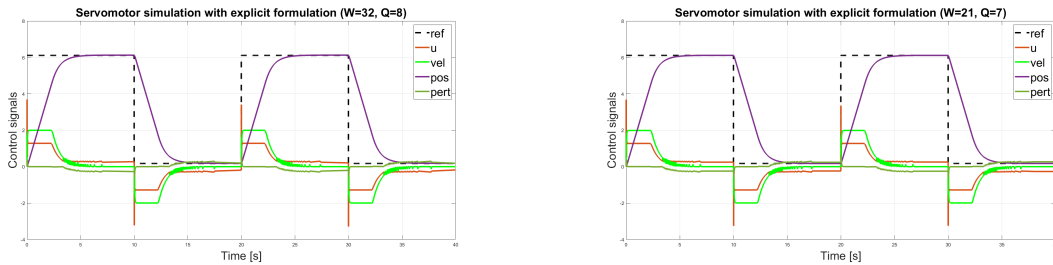 Servomotor simulation with explicit formulation (W=32, Q=8)
8
6
4
2
0
-2
-4
Control signals
ref
u
vel
pos
pert
0 5 10 15 20 25 30 35 40
Time [s]
Servomotor simulation with explicit formulation (W=21, Q=7)
8
6
4
2
0
-2
-4
Control signals
ref
u
vel
pos
pert
0 5 10 15 20 25 30 35
Time [s]